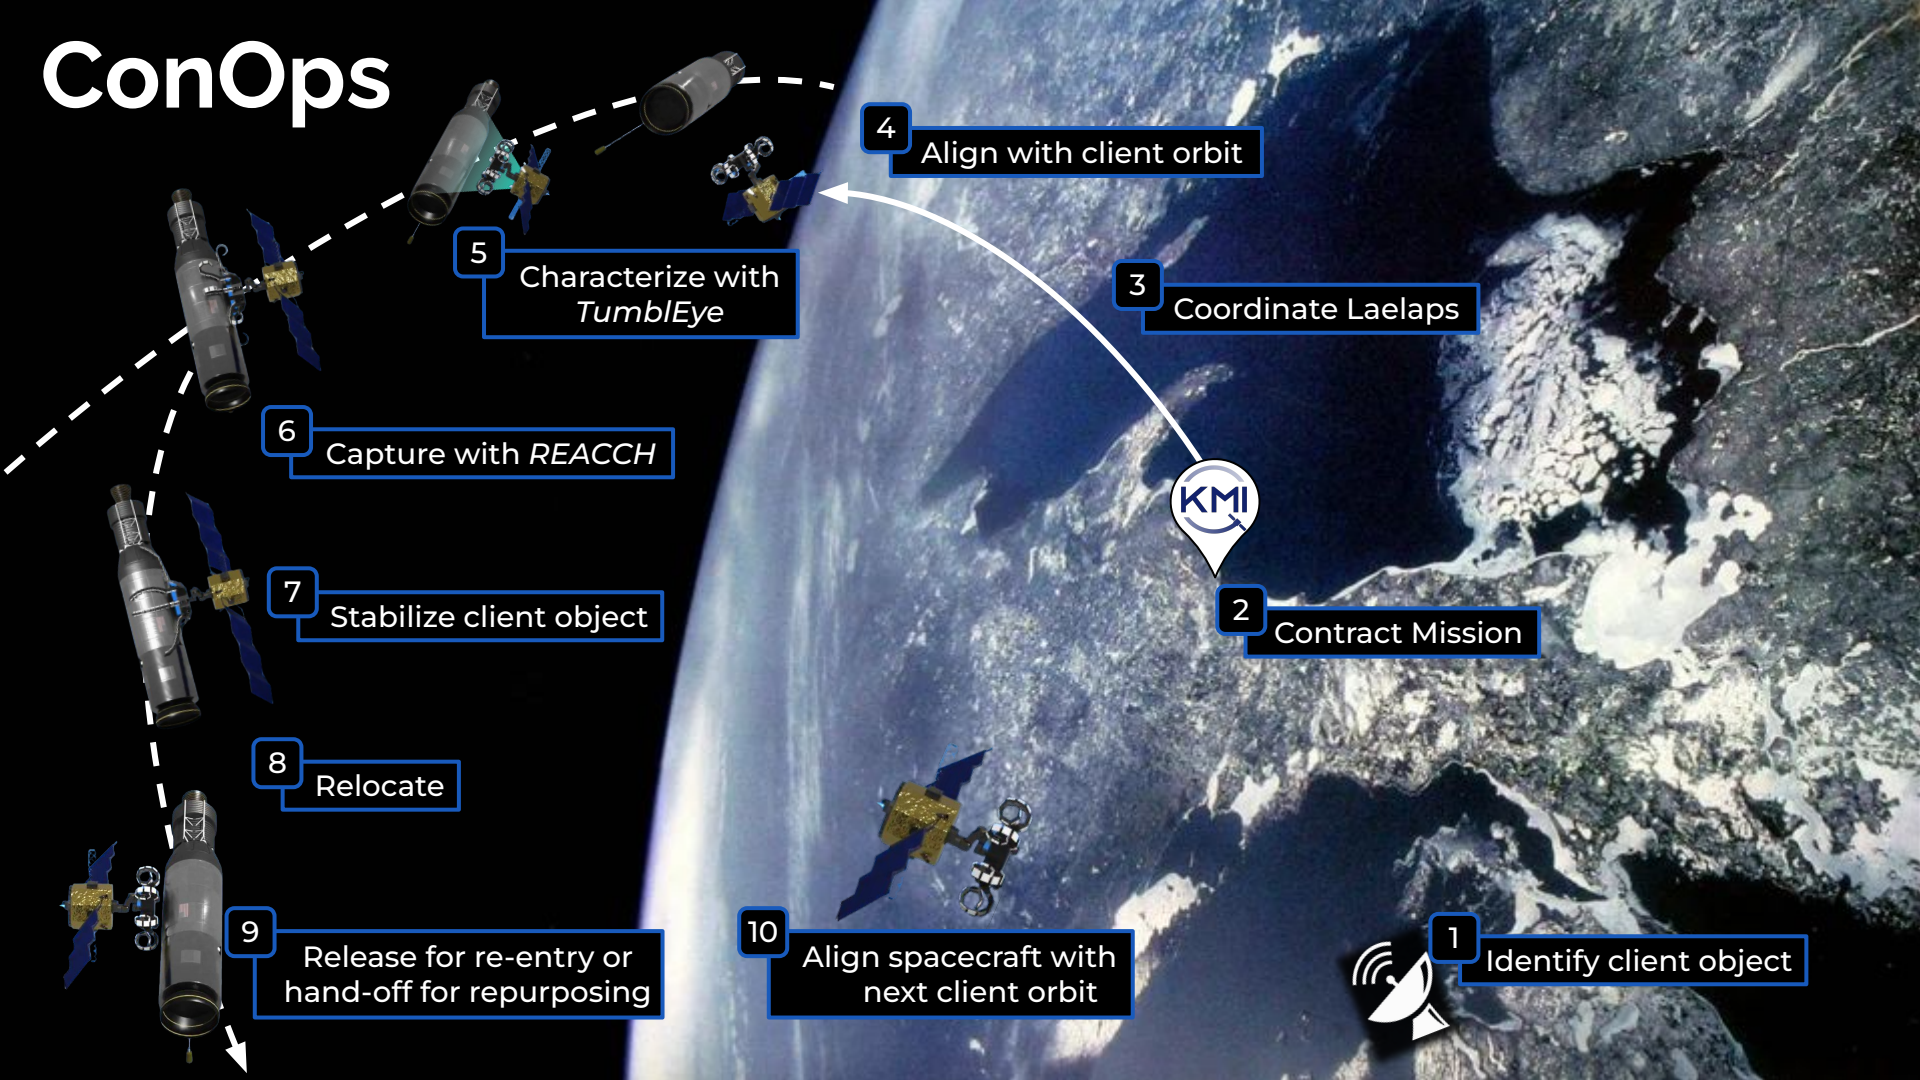 ConOps
4
Align with client orbit
5
Characterize with
TumblEye
3
Coordinate Laelaps
6
Capture with REACCH
KMI
7
Stabilize client object
2
Contract Mission
8
Relocate
9
Release for re-entry or
hand-off for repurposing
10
Align spacecraft with
next client orbit
1
Identify client object